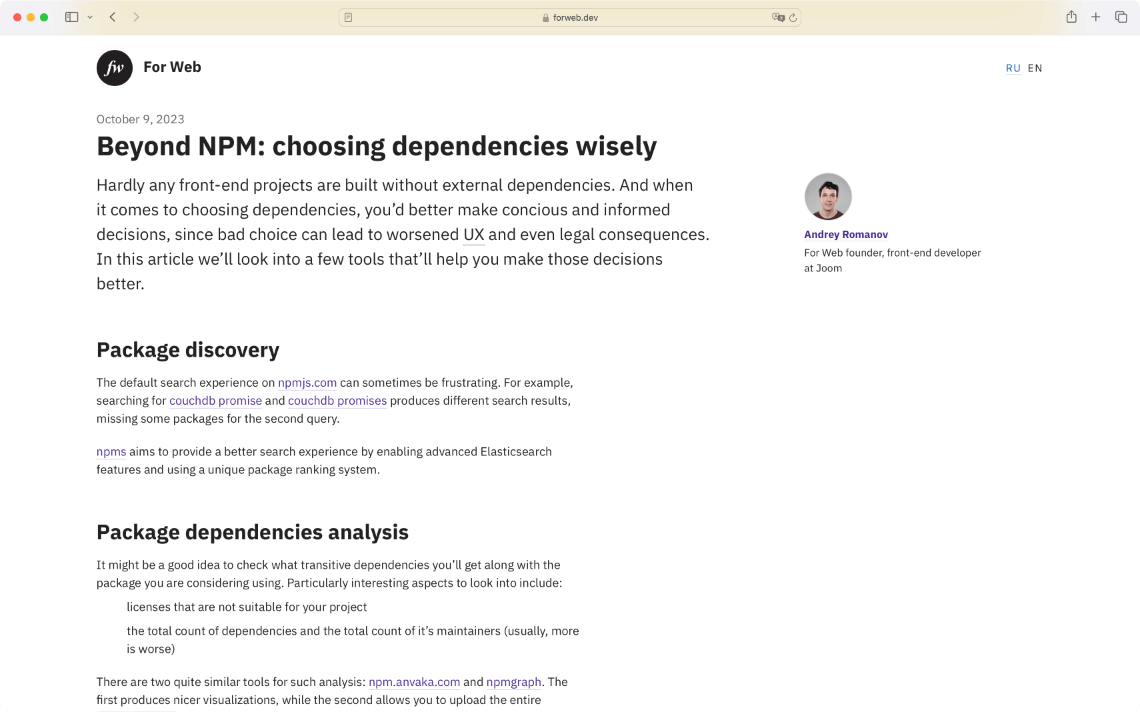 forweb.dev
fw
For Web
RU EN
October 9, 2023
Beyond NPM: choosing dependencies wisely
Hardly any front-end projects are built without external dependencies. And when
it comes to choosing dependencies, you’d better make concious and informed
decisions, since bad choice can lead to worsened UX and even legal consequences.
In this article we’ll look into a few tools that’ll help you make those decisions
better.
Andrey Romanov
For Web founder, front-end developer
at Joom
Package discovery
The default search experience on npmjs.com can sometimes be frustrating. For example,
searching for couchdb promise and couchdb promises produces different search results,
missing some packages for the second query.
npms aims to provide a better search experience by enabling advanced Elasticsearch
features and using a unique package ranking system.
Package dependencies analysis
It might be a good idea to check what transitive dependencies you’ll get along with the
package you are considering using. Particularly interesting aspects to look into include:
licenses that are not suitable for your project
the total count of dependencies and the total count of it’s maintainers (usually, more
is worse)
There are two quite similar tools for such analysis: npm.anvaka.com and npmgraph. The
first produces nicer visualizations, while the second allows you to upload the entire